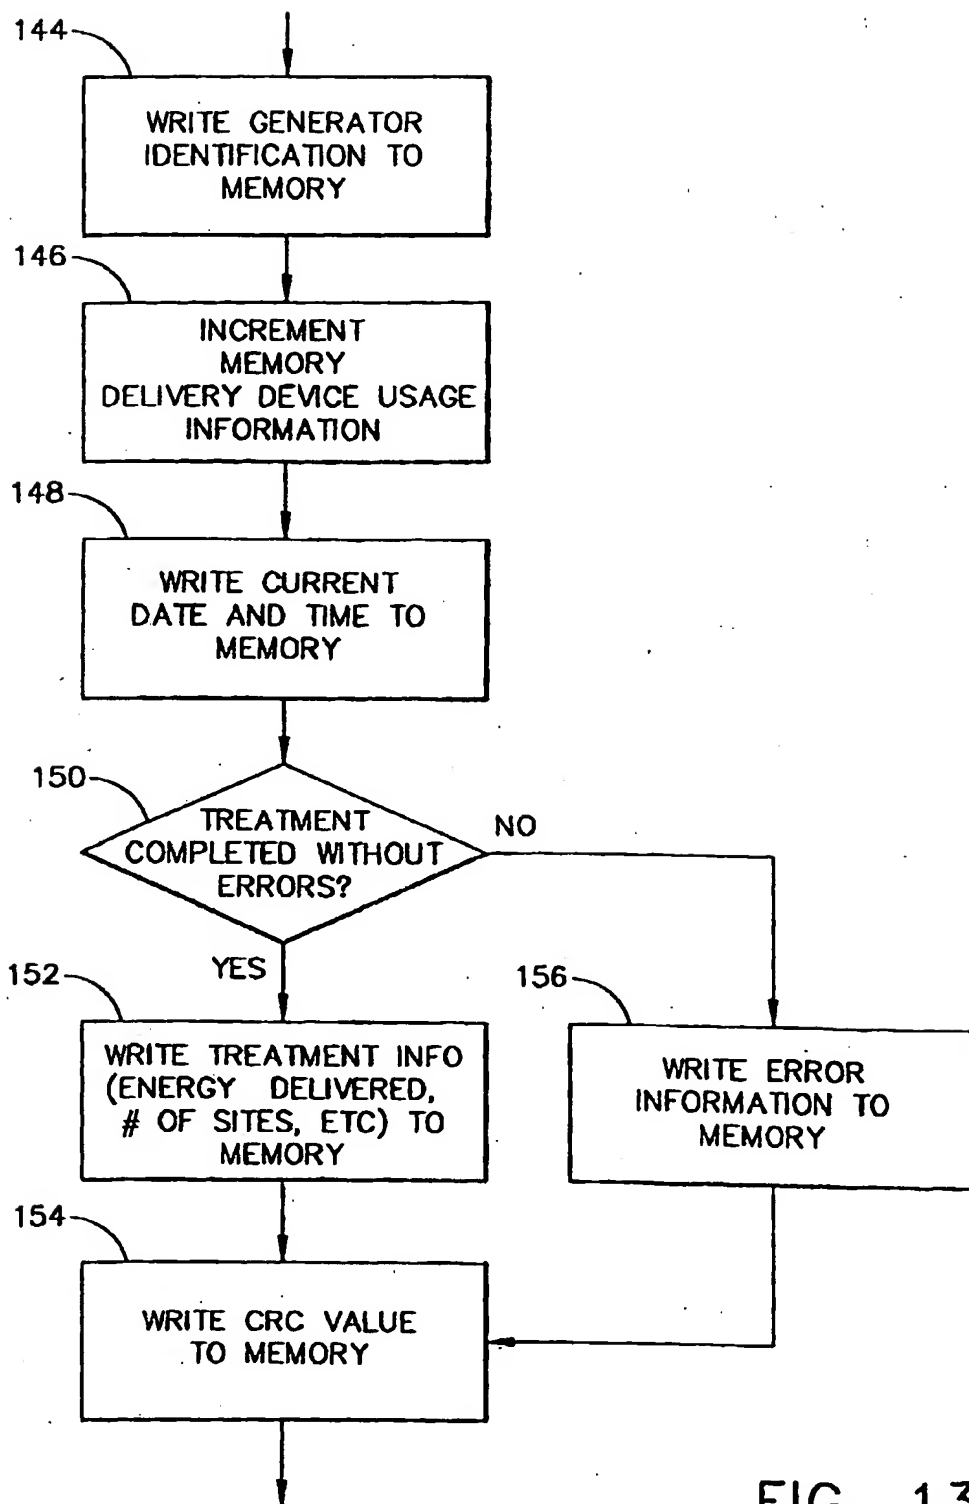 144
WRITE GENERATOR
IDENTIFICATION TO
MEMORY
146
INCREMENT
MEMORY
DELIVERY DEVICE USAGE
INFORMATION
148
WRITE CURRENT
DATE AND TIME TO
MEMORY
150
TREATMENT
COMPLETED WITHOUT
ERRORS?
NO
YES
152
WRITE TREATMENT INFO
(ENERGY DELIVERED,
# OF SITES, ETC) TO
MEMORY
156
WRITE ERROR
INFORMATION TO
MEMORY
154
WRITE CRC VALUE
TO MEMORY
FIG. 13